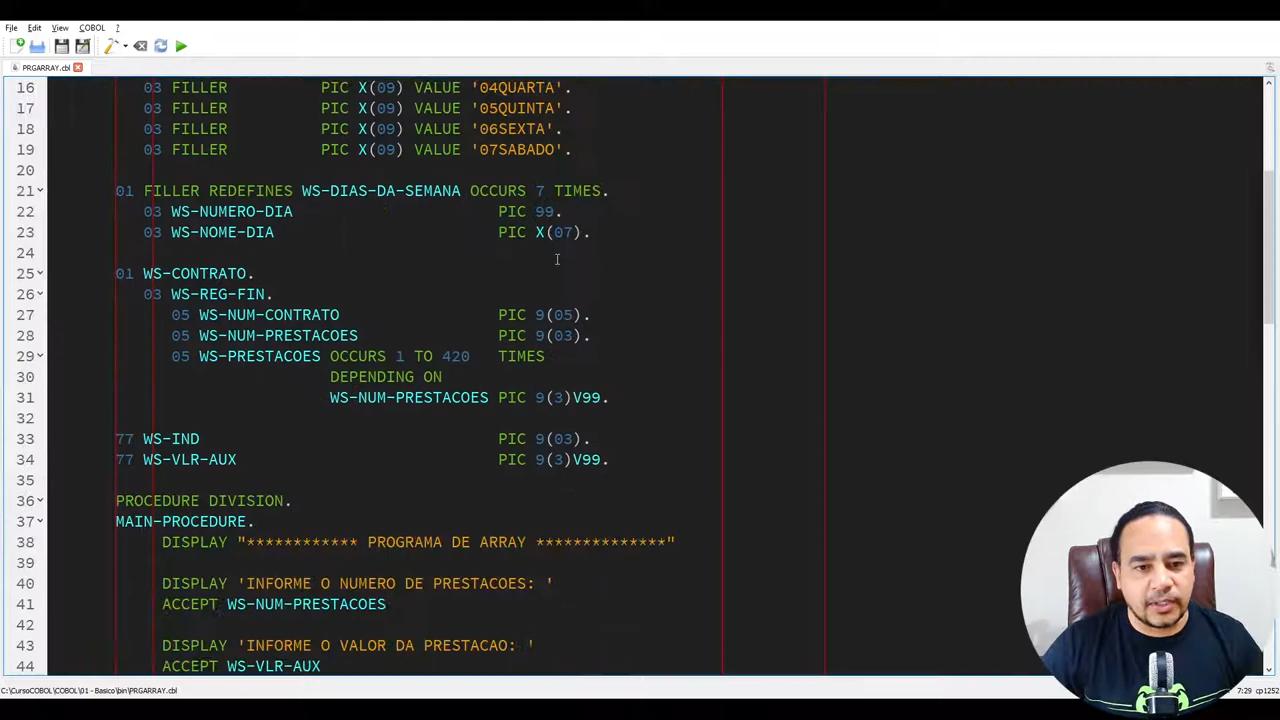 File Edit View COBOL ?
PRGARRAY.cbl
16 03 FILLER PIC X(09) VALUE '04QUARTA'.
17 03 FILLER PIC X(09) VALUE '05QUINTA'.
18 03 FILLER PIC X(09) VALUE '06SEXTA'.
19 03 FILLER PIC X(09) VALUE '07SABADO'.
20
21 01 FILLER REDEFINES WS-DIAS-DA-SEMANA OCCURS 7 TIMES.
22 03 WS-NUMERO-DIA PIC 99.
23 03 WS-NOME-DIA PIC X(07).
24
25 01 WS-CONTRATO.
26 03 WS-REG-FIN.
27 05 WS-NUM-CONTRATO PIC 9(05).
28 05 WS-NUM-PRESTACOES PIC 9(03).
29 05 WS-PRESTACOES OCCURS 1 TO 420 TIMES
30 DEPENDING ON
31 WS-NUM-PRESTACOES PIC 9(3)V99.
32
33 77 WS-IND PIC 9(03).
34 77 WS-VLR-AUX PIC 9(3)V99.
35
36 PROCEDURE DIVISION.
37 MAIN-PROCEDURE.
38 DISPLAY "************ PROGRAMA DE ARRAY **************"
39
40 DISPLAY 'INFORME O NUMERO DE PRESTACOES: '
41 ACCEPT WS-NUM-PRESTACOES
42
43 DISPLAY 'INFORME O VALOR DA PRESTACAO: '
44 ACCEPT WS-VLR-AUX
C:\CursoCOBOL\COBOL\01 - Basico\bin\PRGARRAY.cbl 7:29 cp1252